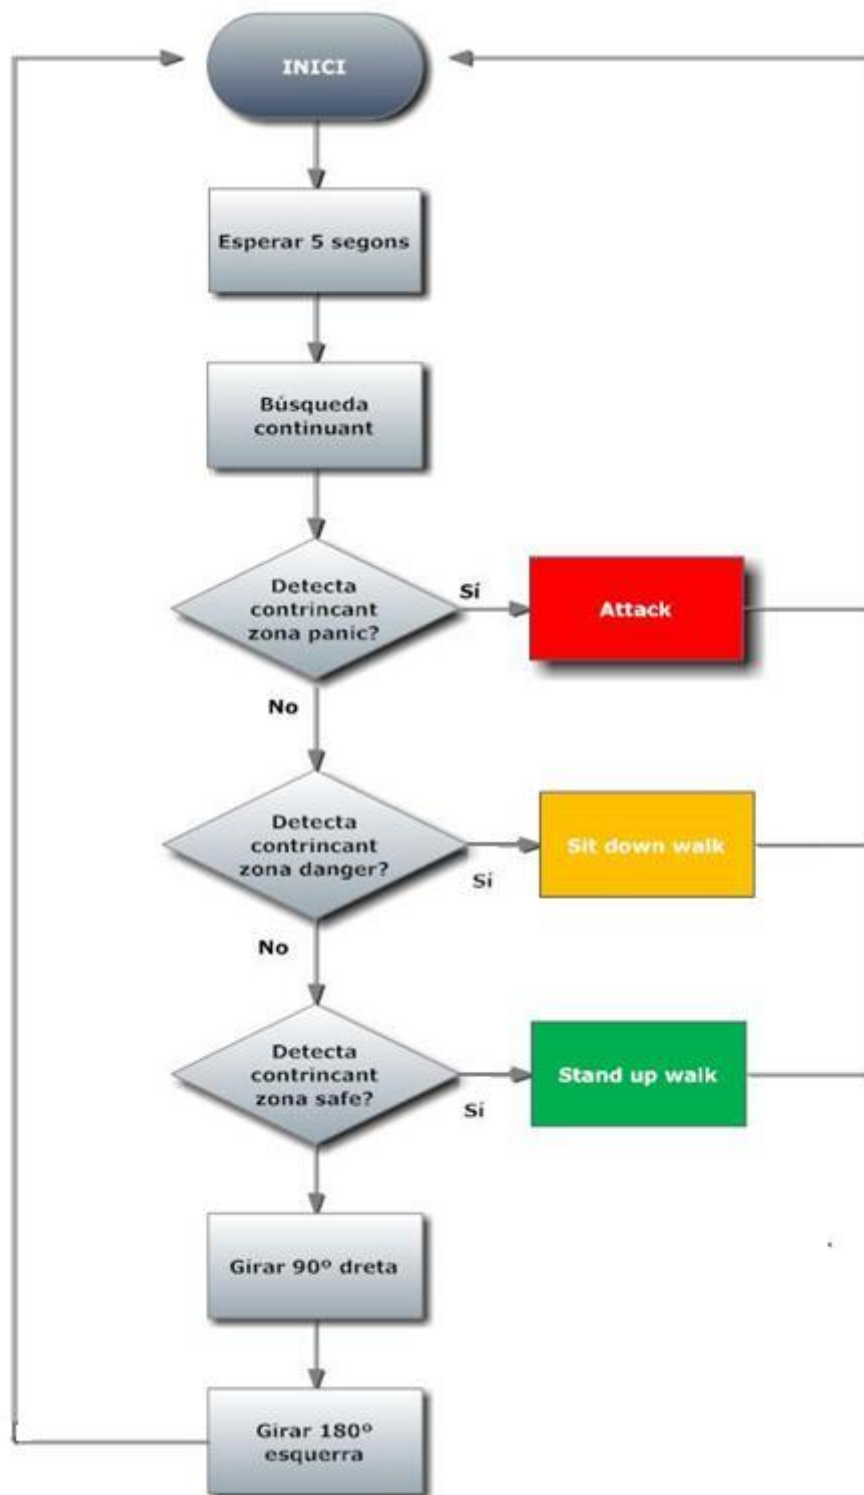 INICI
Esperar 5 segons
Búsqueda
continuant
Detecta
contrincant
zona panic?
Sí
Attack
No
Detecta
contrincant
zona danger?
Sí
Sit down walk
No
Detecta
contrincant
zona safe?
Sí
Stand up walk
Girar 90º dreta
Girar 180º
esquerra